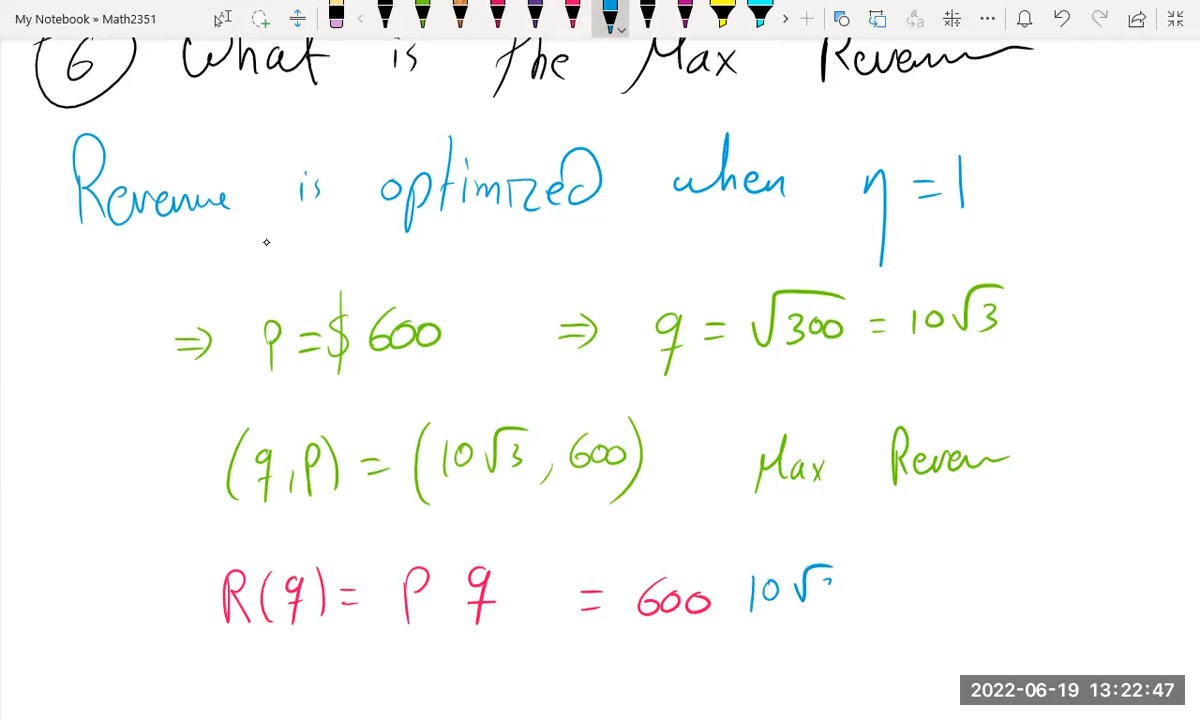 My Notebook » Math2351
(6) What is the Max Revenue
Revenue is optimized when η = 1
⇒ P = $600 ⇒ q = √300 = 10√3
(q, p) = (10√3, 600) Max Reven
R(q) = P q = 600 10√
2022-06-19 13:22:47